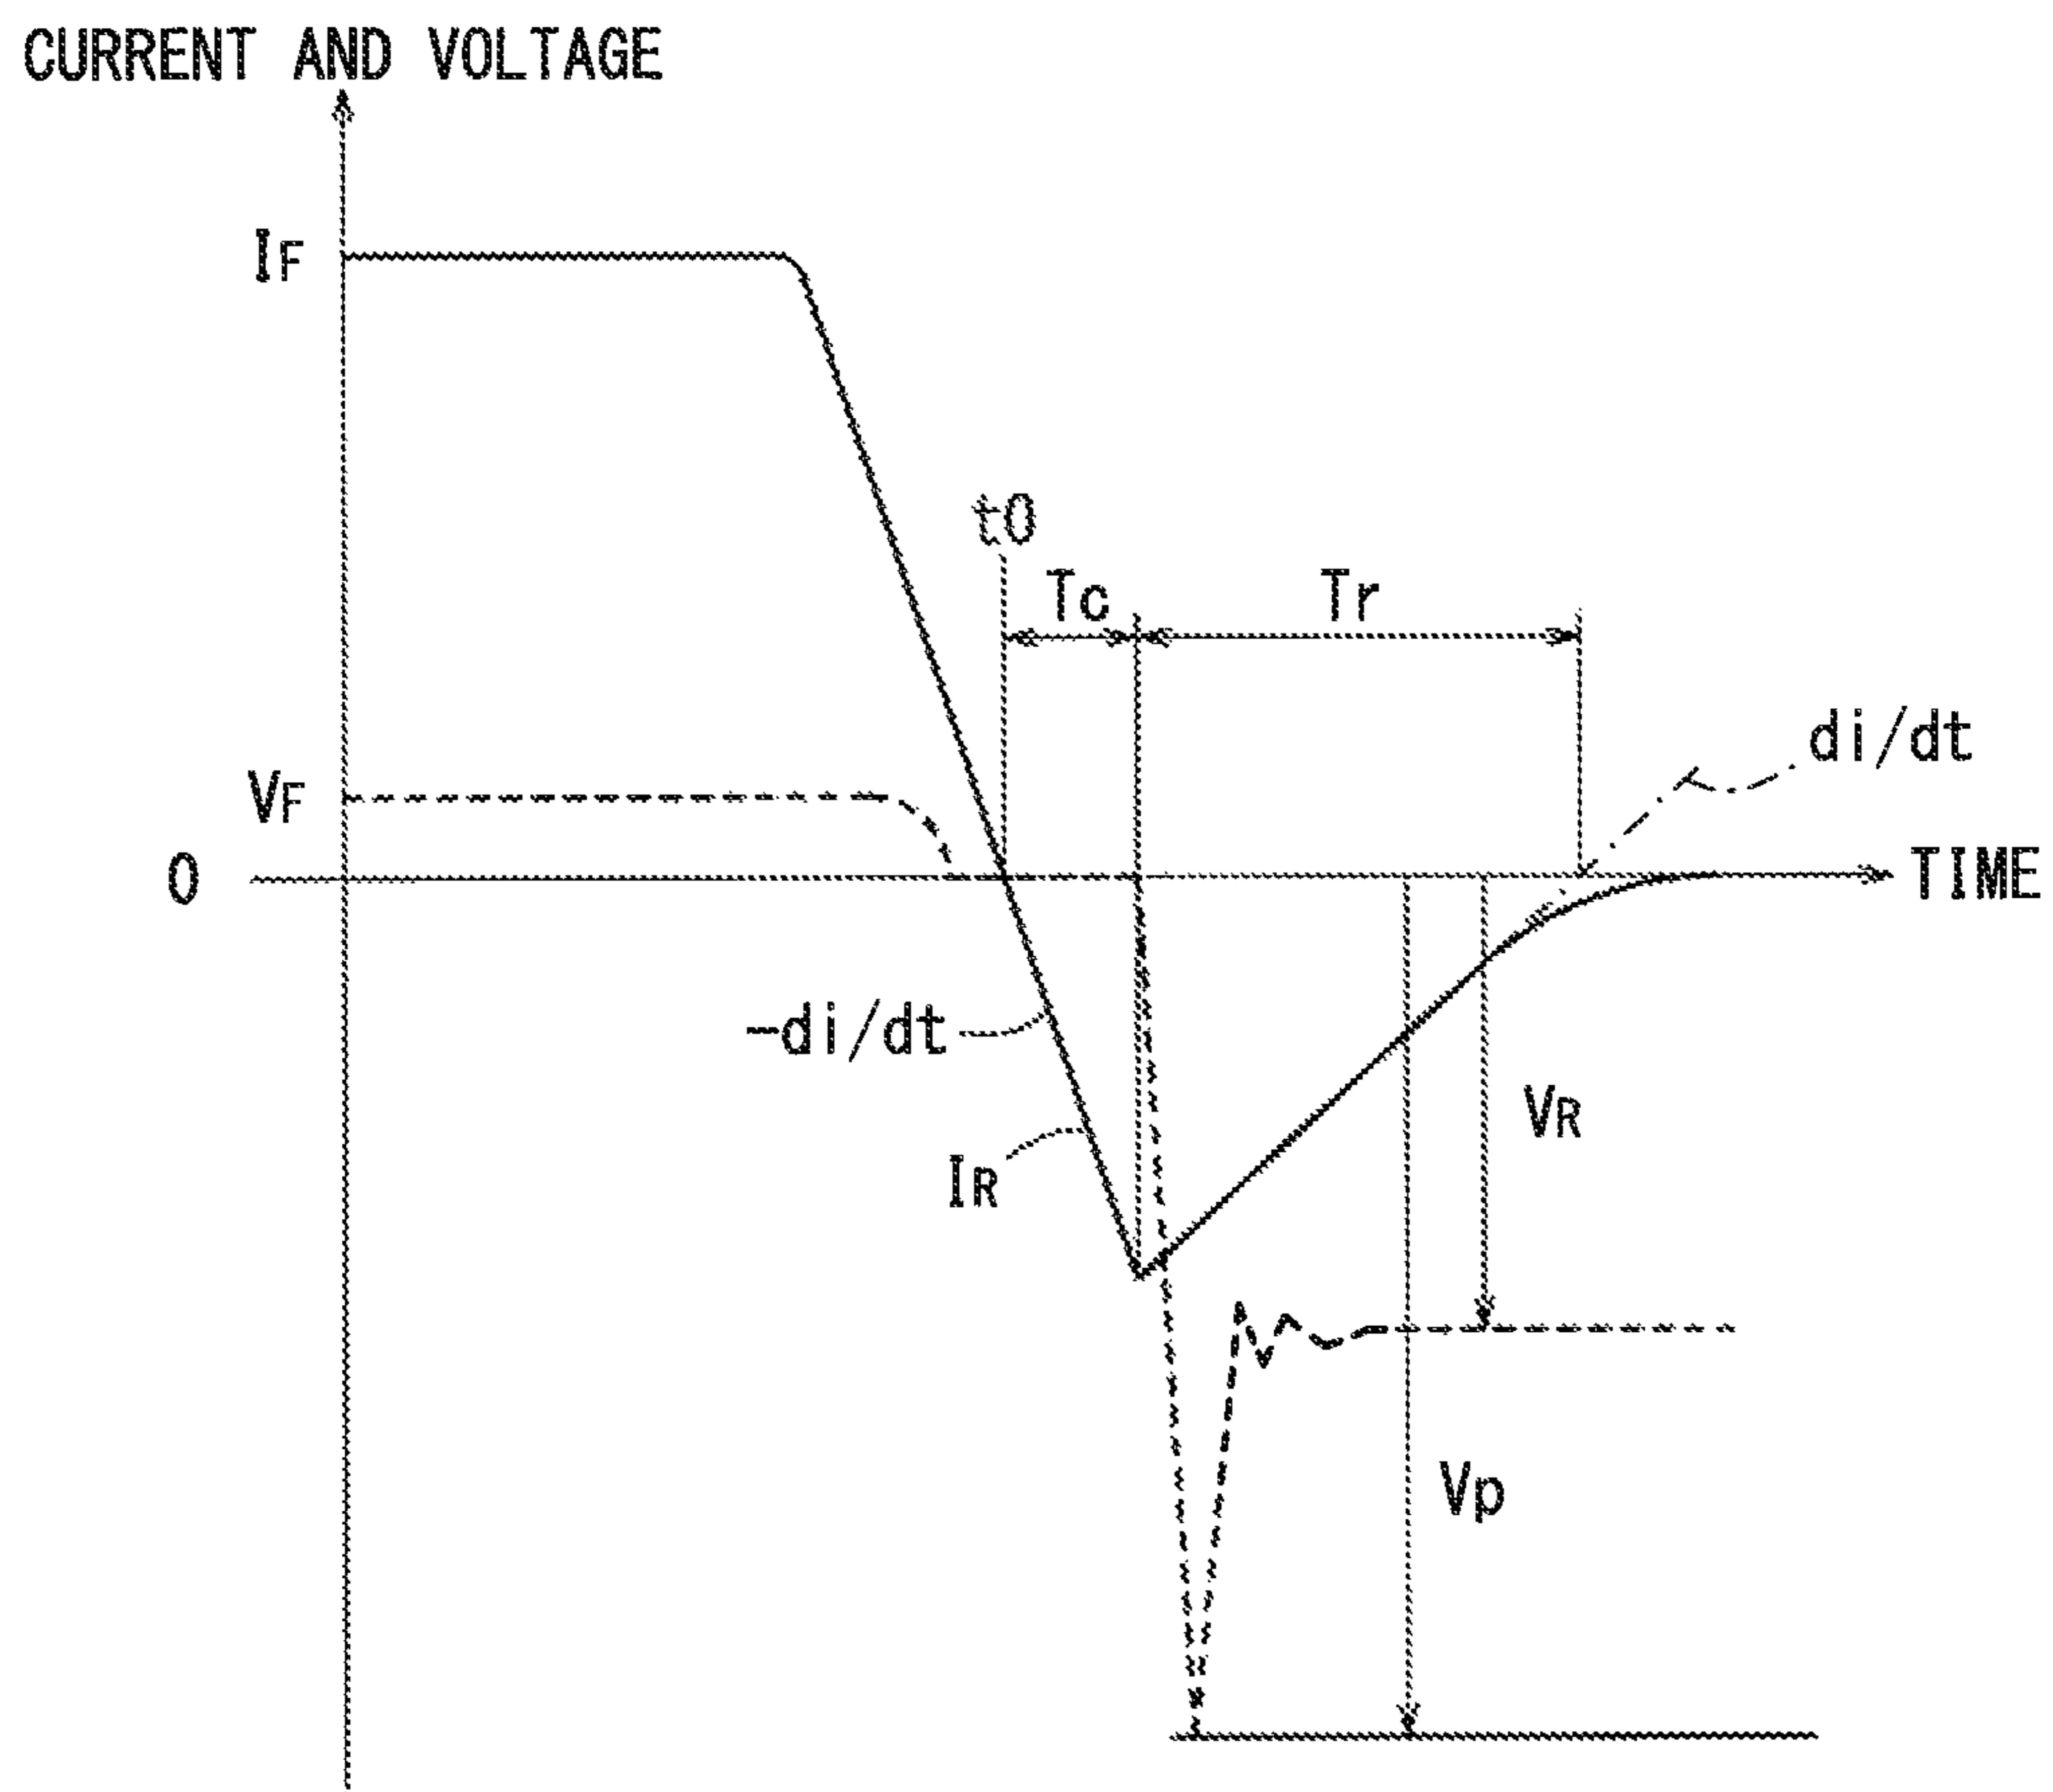 CURRENT AND VOLTAGE
IF
t0
Tc
Tr
di/dt
VF
0
TIME
-di/dt
VR
IR
Vp